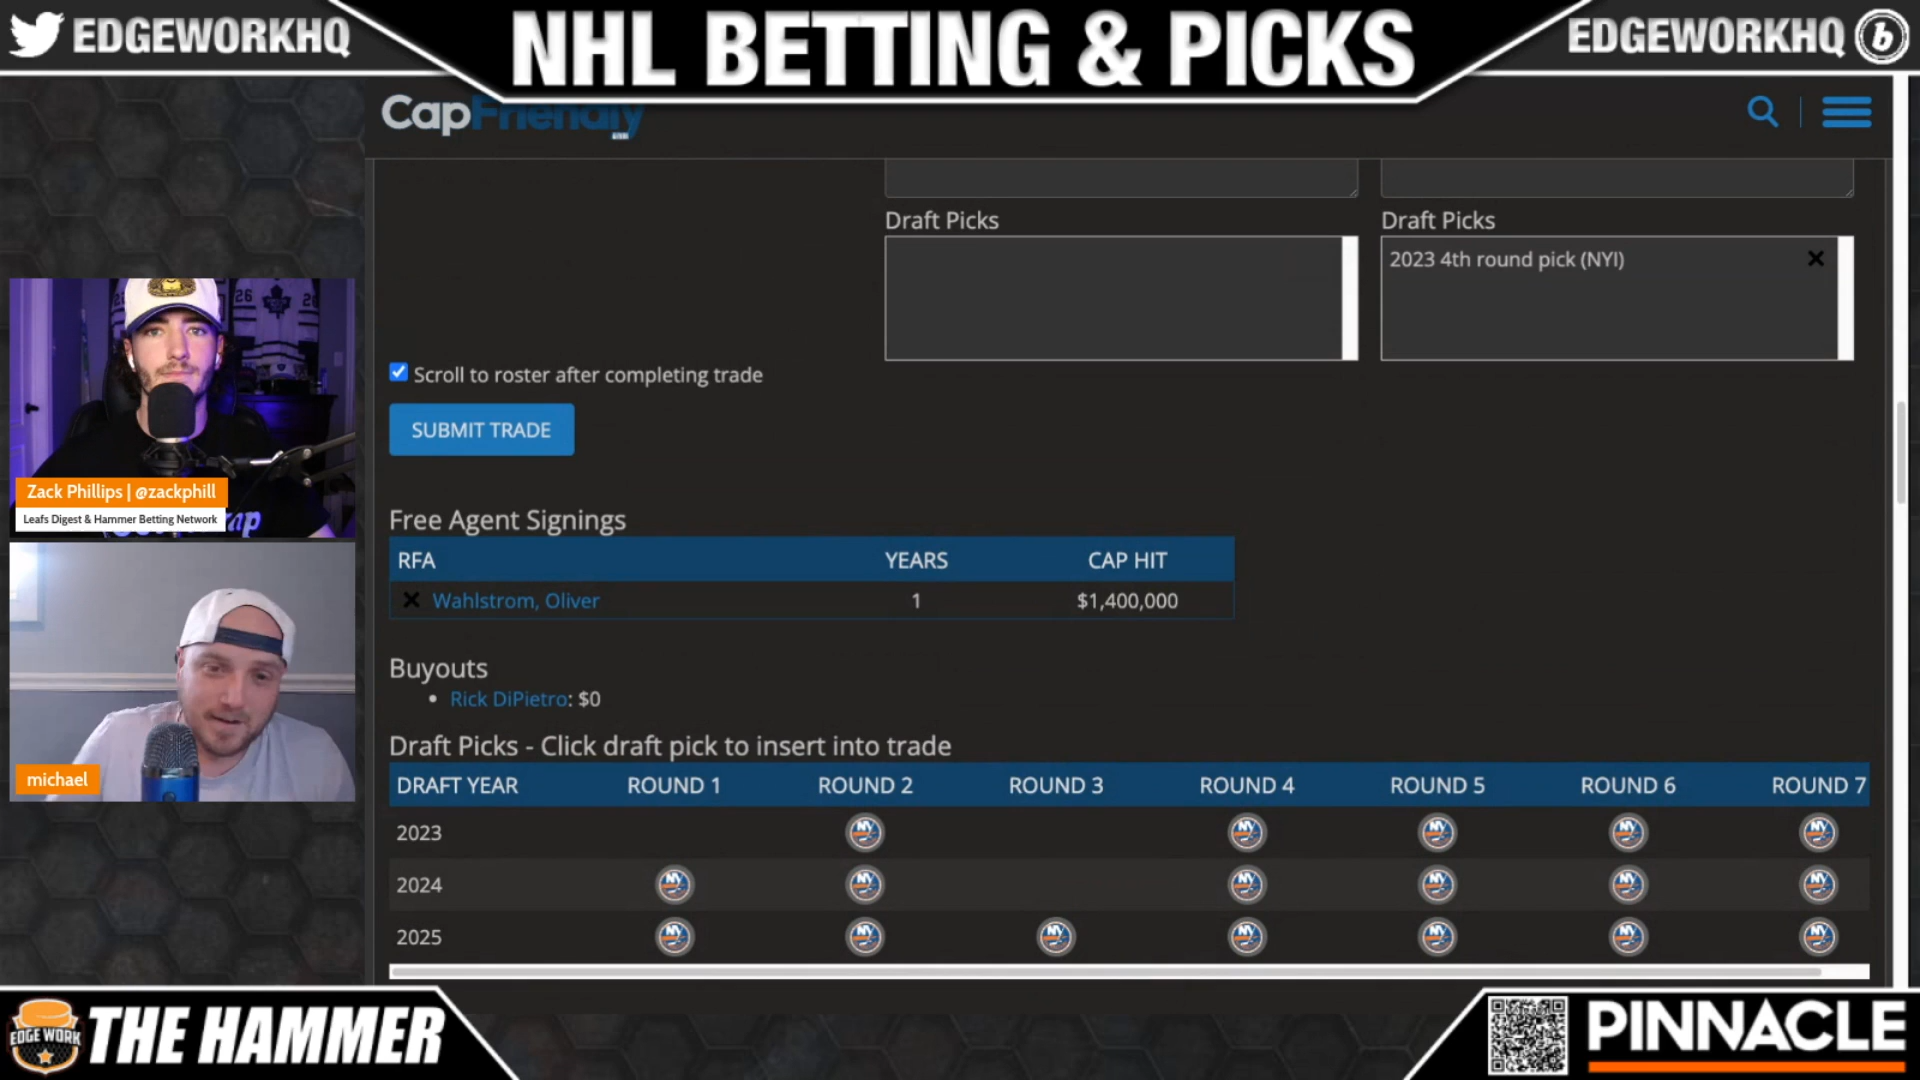 EDGEWORKHQ
NHL BETTING & PICKS
EDGEWORKHQ
b
CapFriendly
Draft Picks
Draft Picks
2023 4th round pick (NYI)
Scroll to roster after completing trade
SUBMIT TRADE
Free Agent Signings
RFA YEARS CAP HIT
Wahlstrom, Oliver 1 $1,400,000
Buyouts
• Rick DiPietro: $0
Draft Picks - Click draft pick to insert into trade
DRAFT YEAR ROUND 1 ROUND 2 ROUND 3 ROUND 4 ROUND 5 ROUND 6 ROUND 7
2023
2024
2025
26
Zack Phillips | @zackphill
Leafs Digest & Hammer Betting Network
michael
EDGE WORK
THE HAMMER
PINNACLE